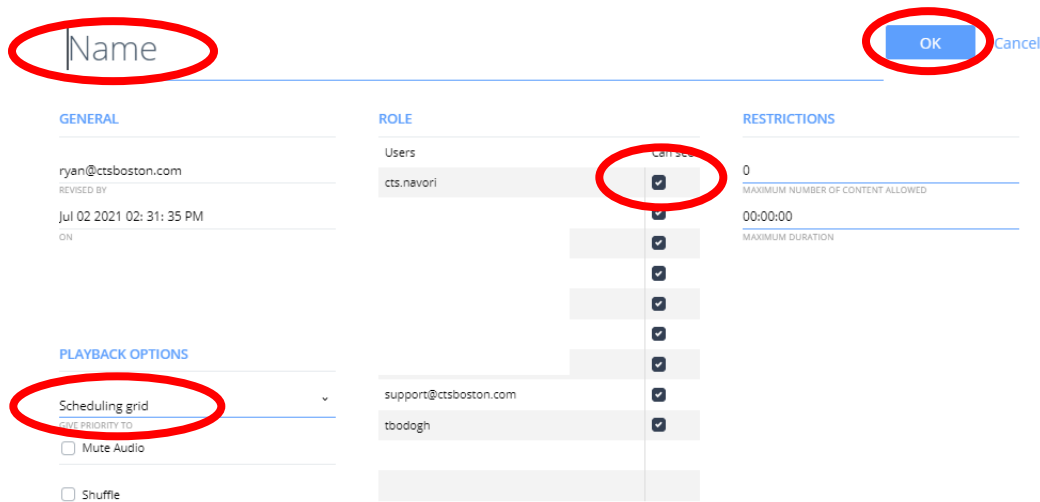 Name
OK
Cancel
GENERAL
ryan@ctsboston.com
REVISED BY
Jul 02 2021 02: 31: 35 PM
ON
PLAYBACK OPTIONS
Scheduling grid
GIVE PRIORITY TO
Mute Audio
Shuffle
ROLE
Users
Can see
cts.navori
support@ctsboston.com
tbodogh
RESTRICTIONS
0
MAXIMUM NUMBER OF CONTENT ALLOWED
00:00:00
MAXIMUM DURATION